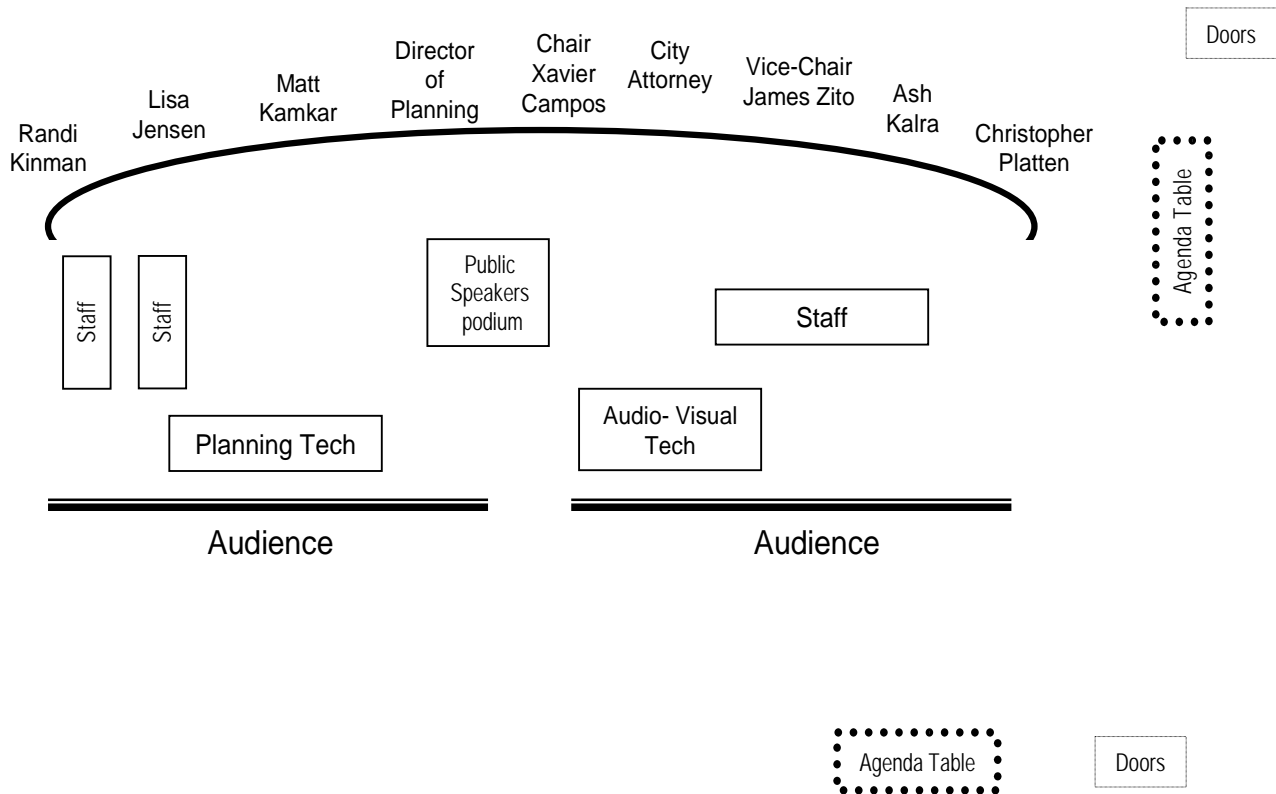 Doors
Randi
Kinman
Lisa
Jensen
Matt
Kamkar
Director
of
Planning
Chair
Xavier
Campos
City
Attorney
Vice-Chair
James Zito
Ash
Kalra
Christopher
Platten
Agenda Table
Staff
Staff
Public
Speakers
podium
Staff
Planning Tech
Audio- Visual
Tech
Audience
Audience
Agenda Table
Doors